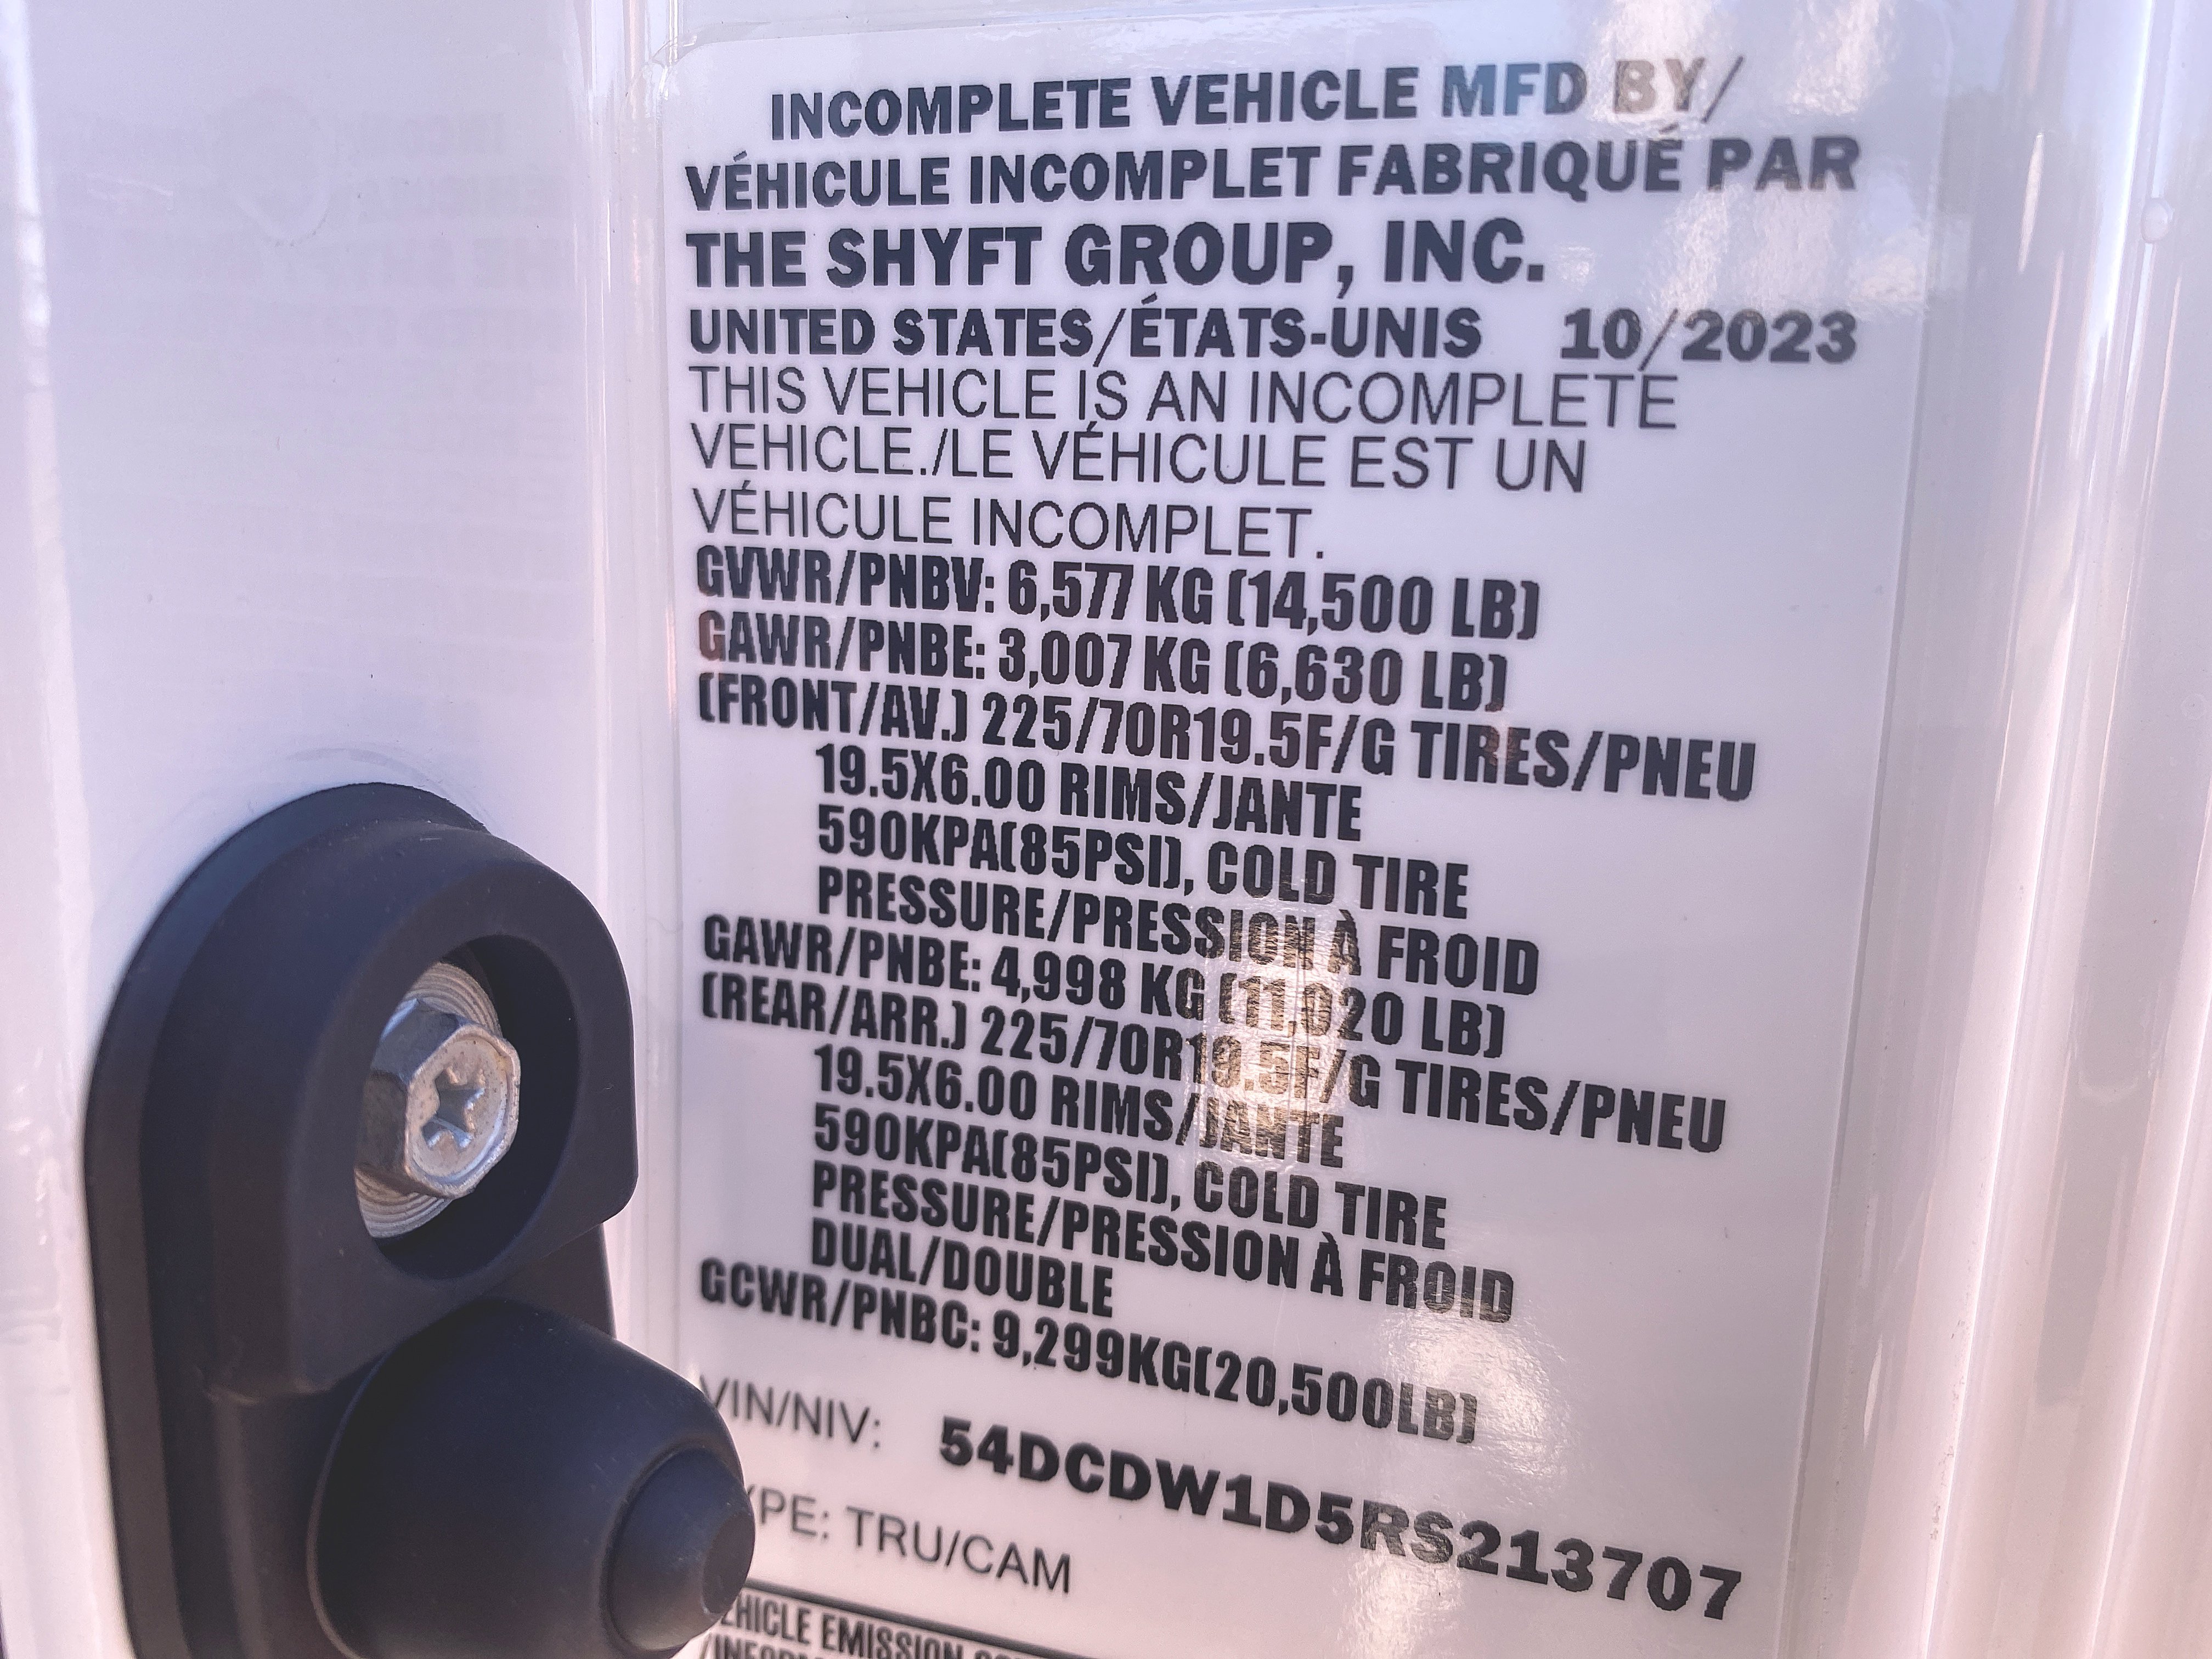 INCOMPLETE VEHICLE MFD BY/
VÉHICULE INCOMPLET FABRIQUÉ PAR
THE SHYFT GROUP, INC.
UNITED STATES/ÉTATS-UNIS 10/2023
THIS VEHICLE IS AN INCOMPLETE
VEHICLE./LE VÉHICULE EST UN
VÉHICULE INCOMPLET.
GVWR/PNBV: 6,577 KG (14,500 LB)
GAWR/PNBE: 3,007 KG (6,630 LB)
(FRONT/AV.) 225/70R19.5F/G TIRES/PNEU
19.5X6.00 RIMS/JANTE
590KPA(85PSI), COLD TIRE
PRESSURE/PRESSION À FROID
GAWR/PNBE: 4,998 KG (11,020 LB)
(REAR/ARR.) 225/70R19.5F/G TIRES/PNEU
19.5X6.00 RIMS/JANTE
590KPA(85PSI), COLD TIRE
PRESSURE/PRESSION À FROID
DUAL/DOUBLE
GCWR/PNBC: 9,299KG(20,500LB)
VIN/NIV: 54DCDW1D5RS213707
YPE: TRU/CAM
EHICLE EMISSION